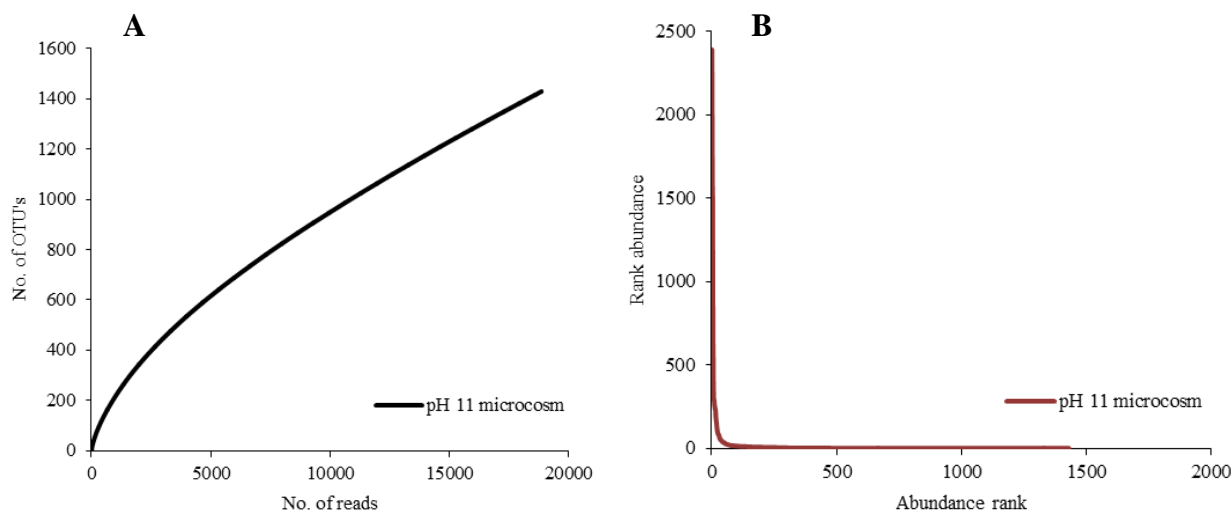 A
1600
1400
1200
1000
800
600
400
200
0
No. of OTU's
0 5000 10000 15000 20000
No. of reads
pH 11 microcosm
B
2500
2000
1500
1000
500
0
Rank abundance
0 500 1000 1500 2000
Abundance rank
pH 11 microcosm